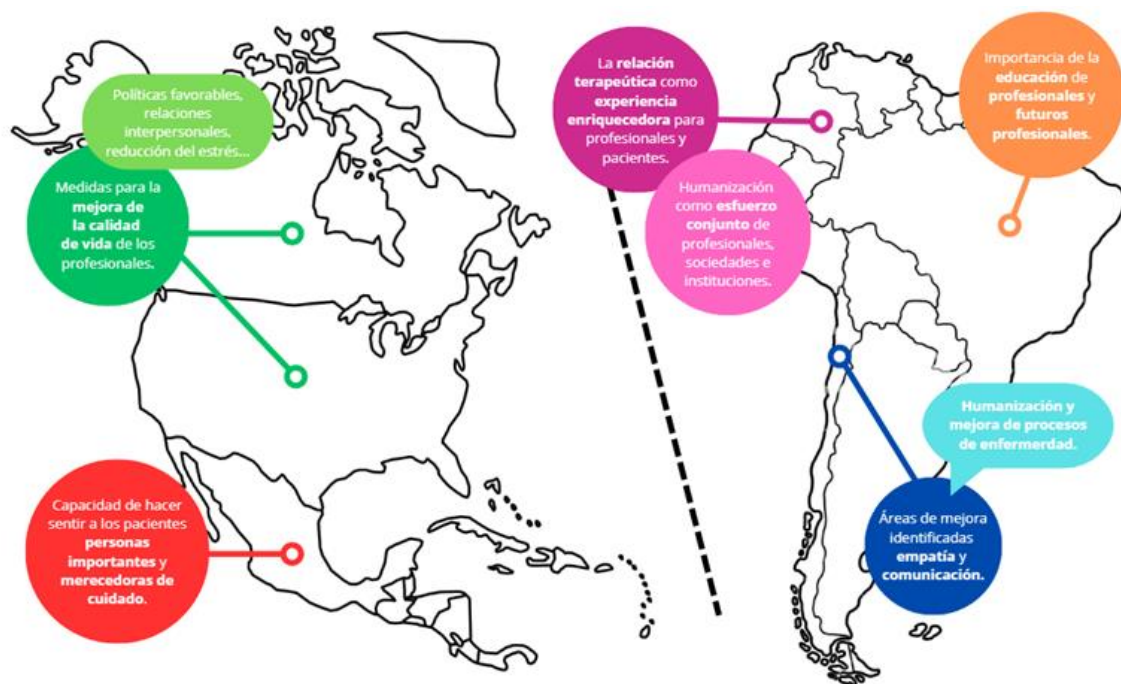 Políticas favorables,
relaciones
interpersonales,
reducción del estrés...
Medidas para la
mejora de
la calidad
de vida de los
profesionales.
Capacidad de hacer
sentir a los pacientes
personas
importantes y
merecedoras de
cuidado.
La relación
terapeútica como
experiencia
enriquecedora para
profesionales y
pacientes.
Humanización
como esfuerzo
conjunto de
profesionales,
sociedades e
instituciones.
Importancia de la
educación de
profesionales y
futuros
profesionales.
Humanización y
mejora de procesos
de enfermerdad.
Áreas de mejora
identificadas
empatía y
comunicación.